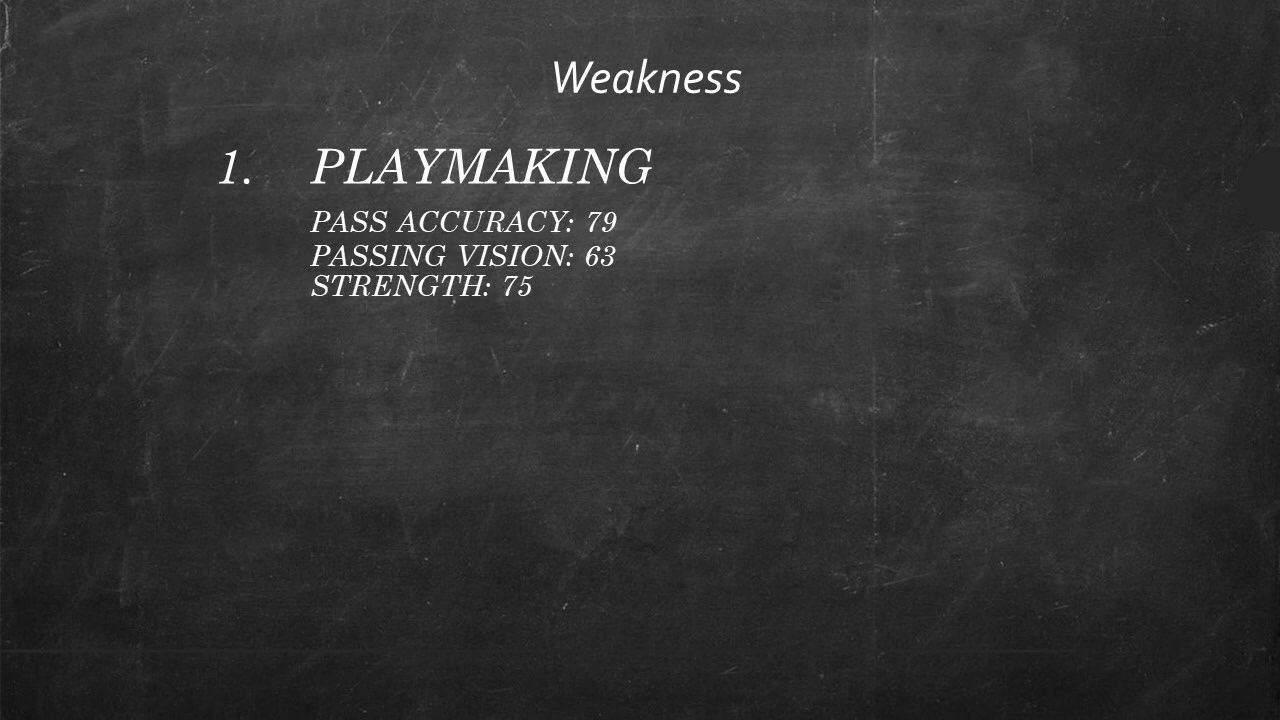 Weakness
1. PLAYMAKING
PASS ACCURACY: 79
PASSING VISION: 63
STRENGTH: 75